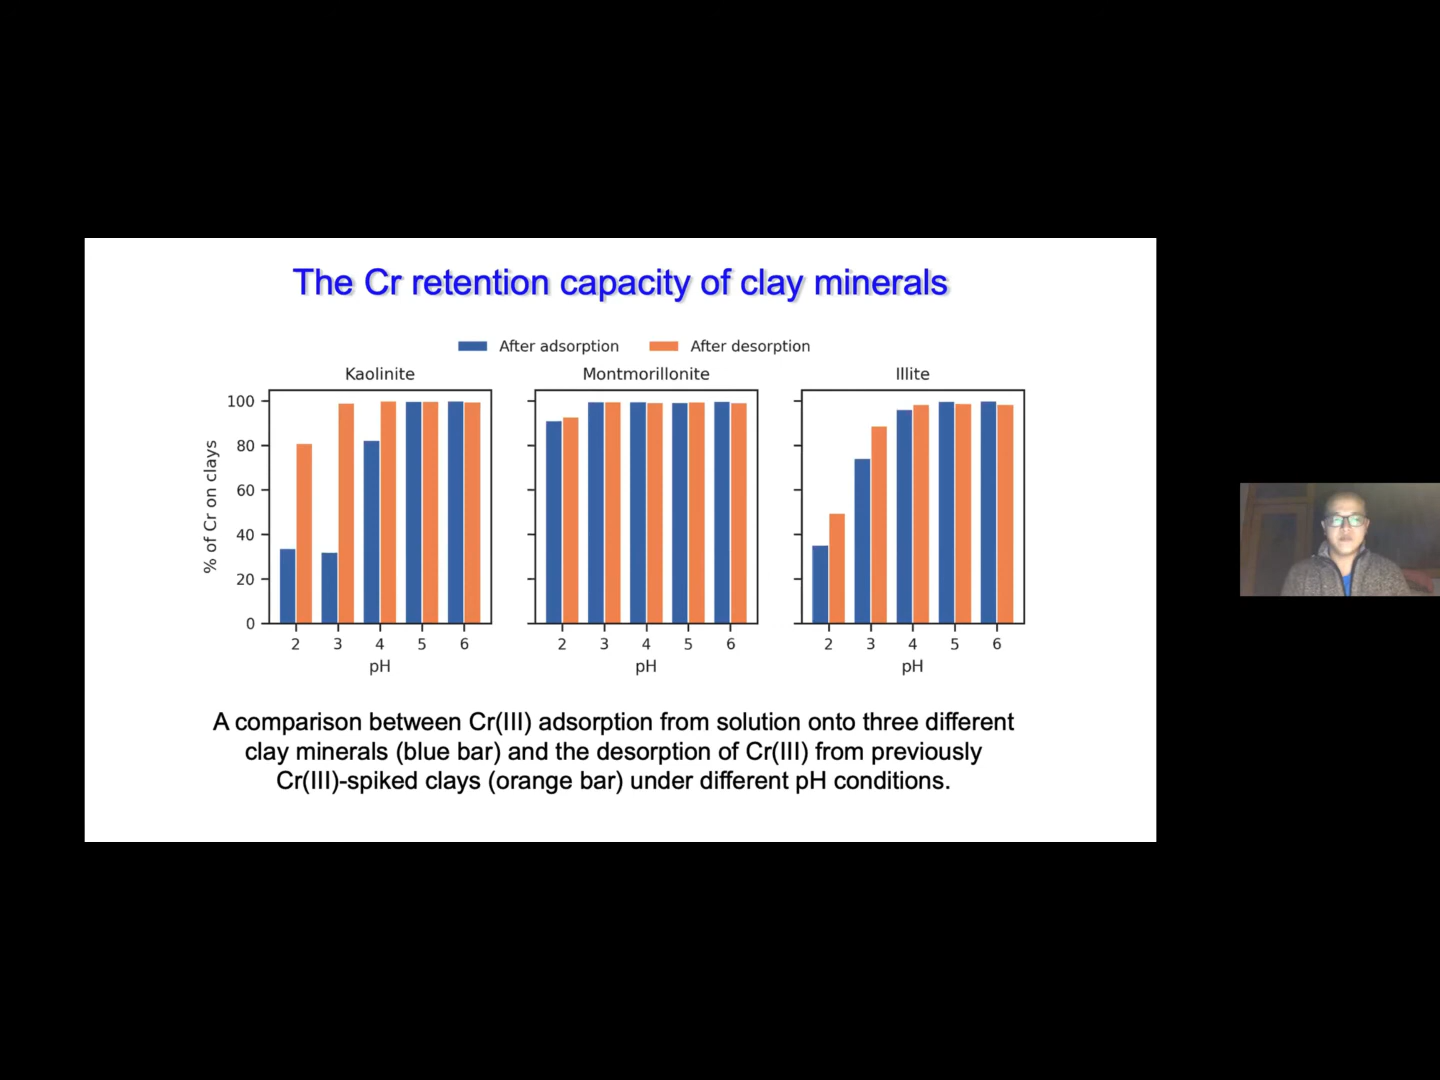 The Cr retention capacity of clay minerals
After adsorption After desorption
Kaolinite Montmorillonite Illite
% of Cr on clays
100
80
60
40
20
0
2 3 4 5 6 2 3 4 5 6 2 3 4 5 6
pH pH pH
A comparison between Cr(III) adsorption from solution onto three different
clay minerals (blue bar) and the desorption of Cr(III) from previously
Cr(III)-spiked clays (orange bar) under different pH conditions.